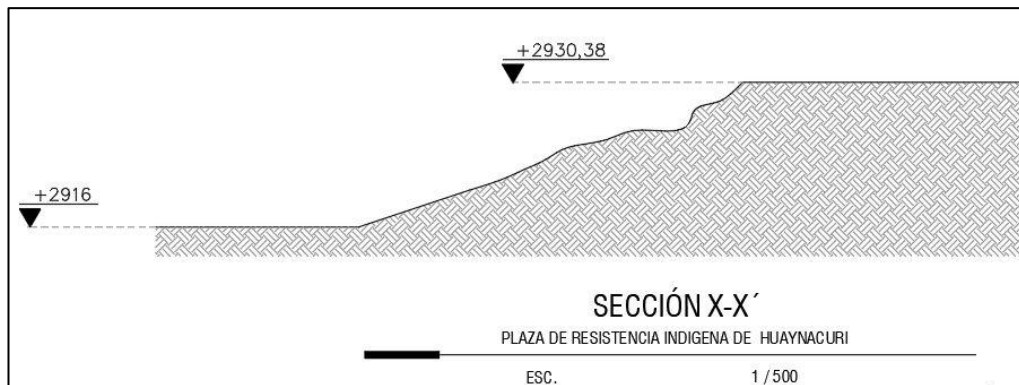 +2930,38
+2916
SECCIÓN X-X´
PLAZA DE RESISTENCIA INDIGENA DE HUAYNACURI
ESC. 1/500